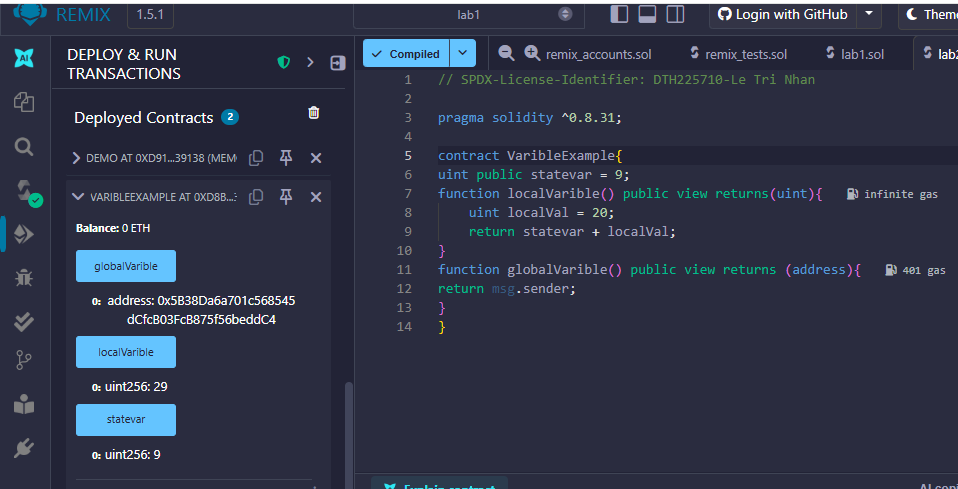 REMIX 1.5.1 lab1 Login with GitHub Theme
DEPLOY & RUN TRANSACTIONS
Deployed Contracts 2
DEMO AT 0XD91...39138 (MEM
VARIBLEEXAMPLE AT 0XD8B...
Balance: 0 ETH
globalVarible
0: address: 0x5B38Da6a701c568545
dCfcB03FcB875f56beddC4
localVarible
0: uint256: 29
statevar
0: uint256: 9
Compiled remix_accounts.sol remix_tests.sol lab1.sol lab2
1 // SPDX-License-Identifier: DTH225710-Le Tri Nhan
2
3 pragma solidity ^0.8.31;
4
5 contract VaribleExample{
6 uint public statevar = 9;
7 function localVarible() public view returns(uint){ infinite gas
8 uint localVal = 20;
9 return statevar + localVal;
10 }
11 function globalVarible() public view returns (address){ 401 gas
12 return msg.sender;
13 }
14 }
Explain contract